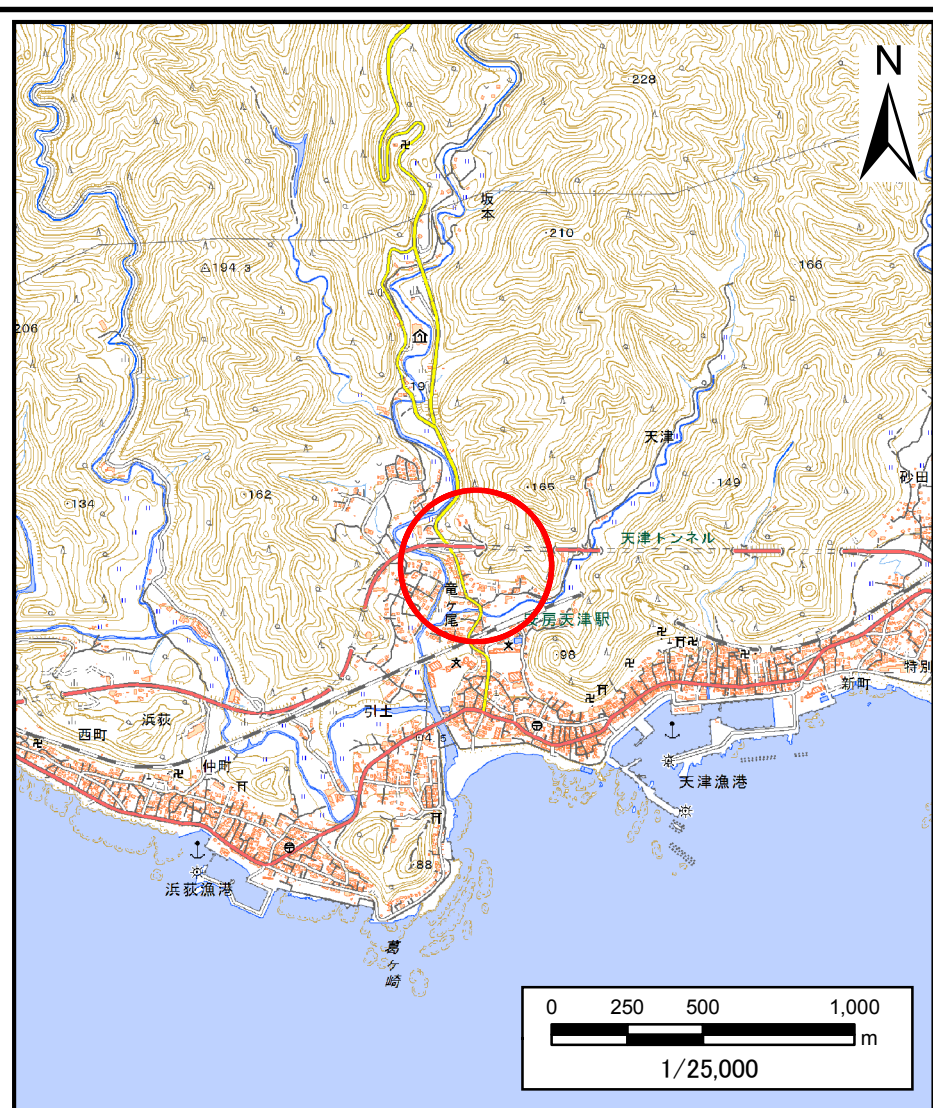 228
N
坂本
210
194.3
166
206
19
天津
砂田
165
149
162
134
天津トンネル
竜ヶ尾
安房天津駅
98
特別
新町
引土
浜荻
西町
4.5
仲町
天津漁港
88
浜荻漁港
葛ヶ崎
0 250 500 1,000
m
1/25,000